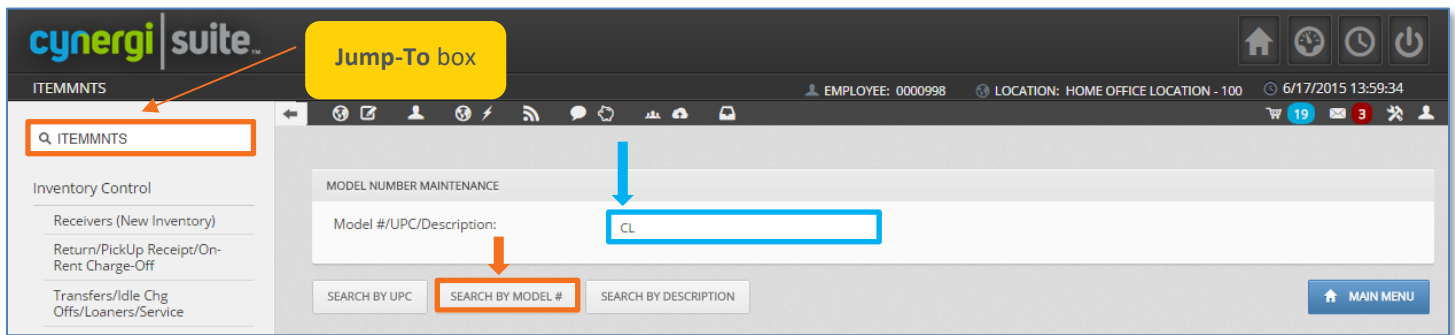 cynergi suite™
Jump-To box
ITEMMNTS
EMPLOYEE: 0000998
LOCATION: HOME OFFICE LOCATION - 100
6/17/2015 13:59:34
ITEMMNTS
19
3
Inventory Control
Receivers (New Inventory)
Return/PickUp Receipt/On-
Rent Charge-Off
Transfers/Idle Chg
Offs/Loaners/Service
MODEL NUMBER MAINTENANCE
Model #/UPC/Description:
CL
SEARCH BY UPC
SEARCH BY MODEL #
SEARCH BY DESCRIPTION
MAIN MENU